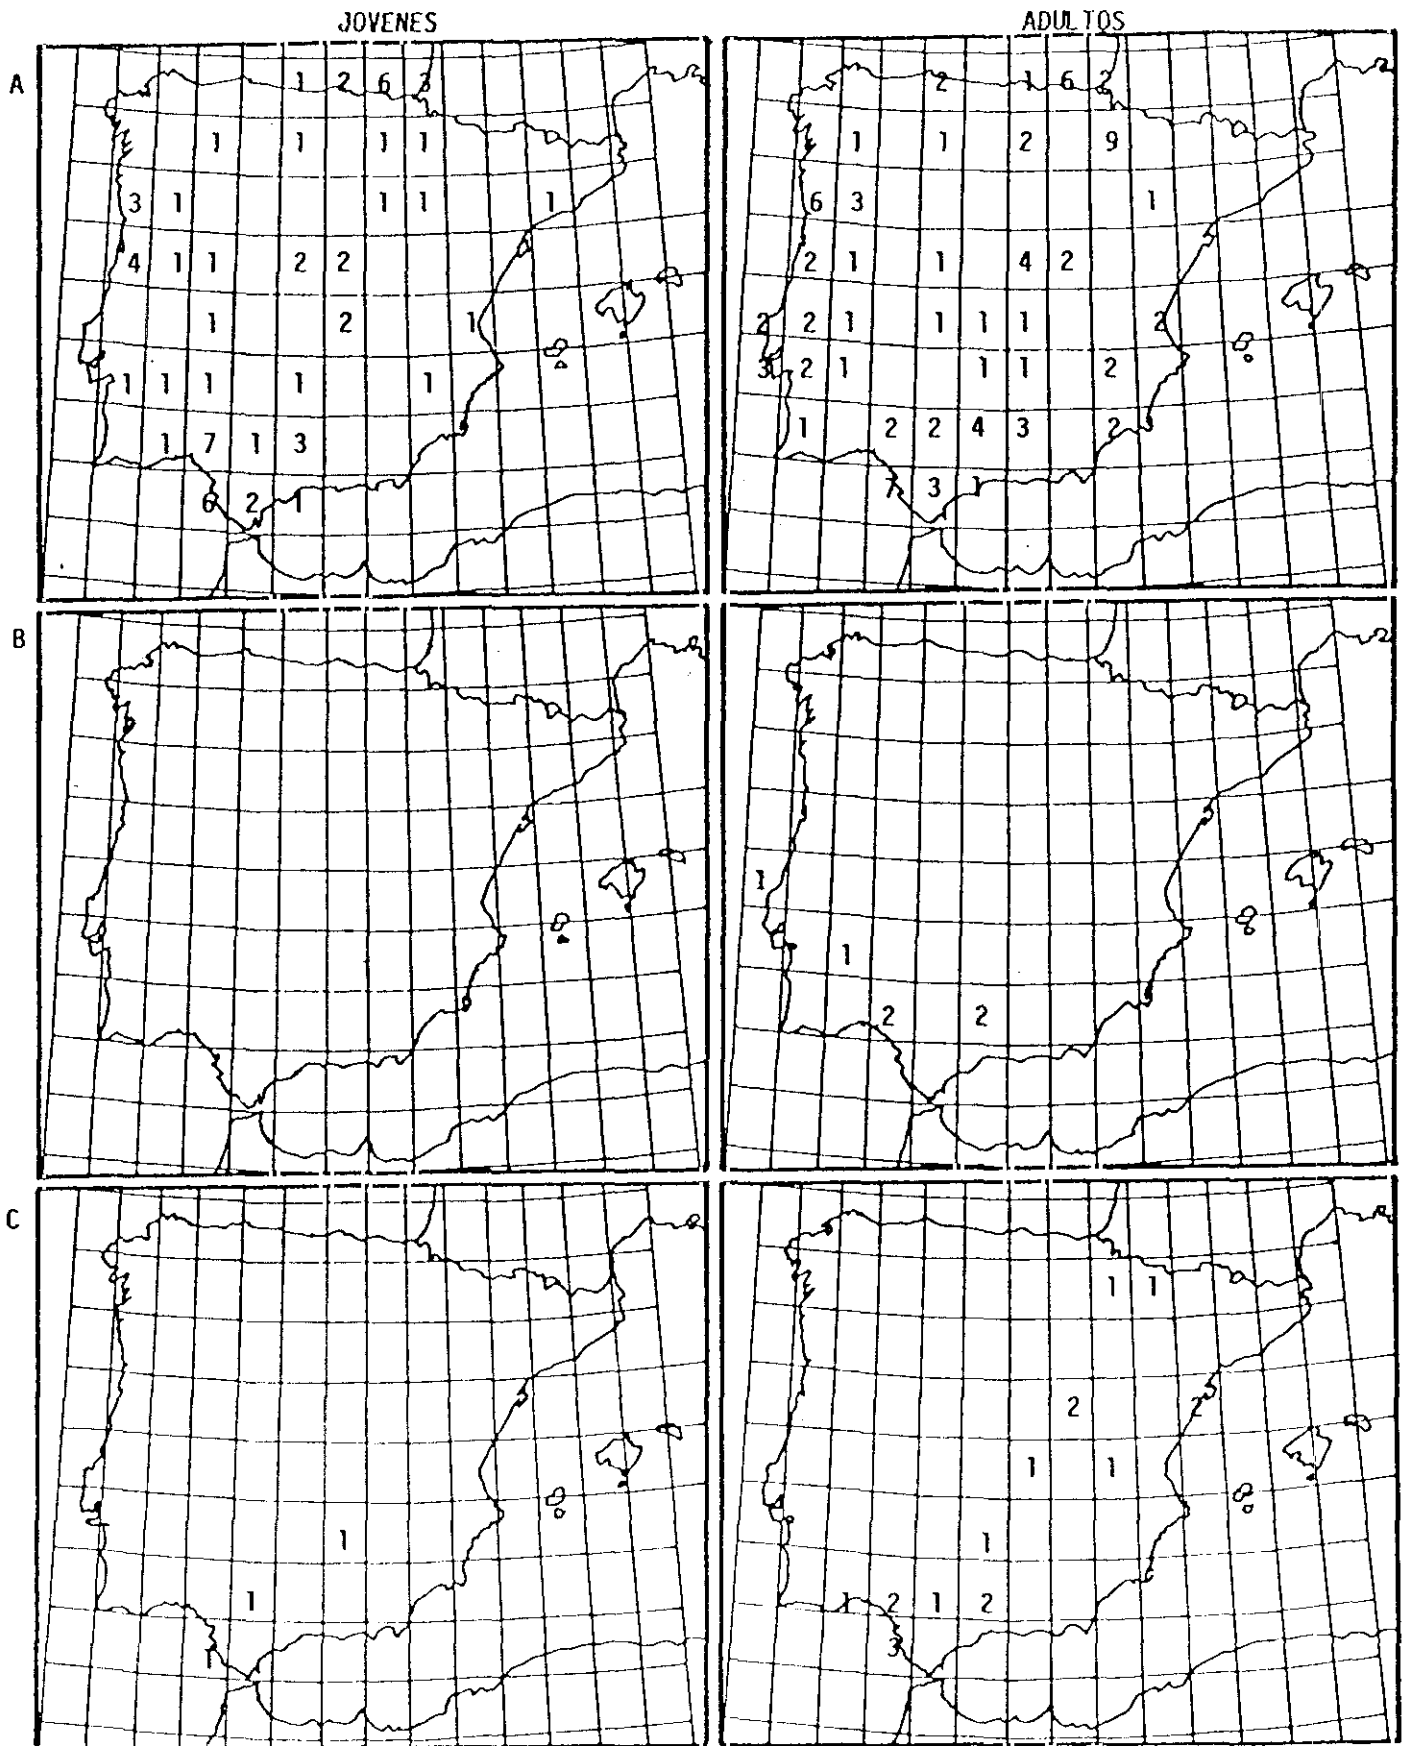 JOVENES
ADULTOS
A
1 2 6 3
1 1 1 1
3 1 1 1 1
4 1 1 2 2
1 2 1
1 1 1 1 1
1 7 1 3
6 2 1
2 1 6 2
1 1 2 9
6 3 1
2 1 1 4 2
2 2 1 1 1 1 2
3 2 1 1 1 2
1 2 2 4 3 2
7 3 1
B
1
1
2 2
C
1
1
1
1 1
2 2
1 1
1
1 2 1 2
3